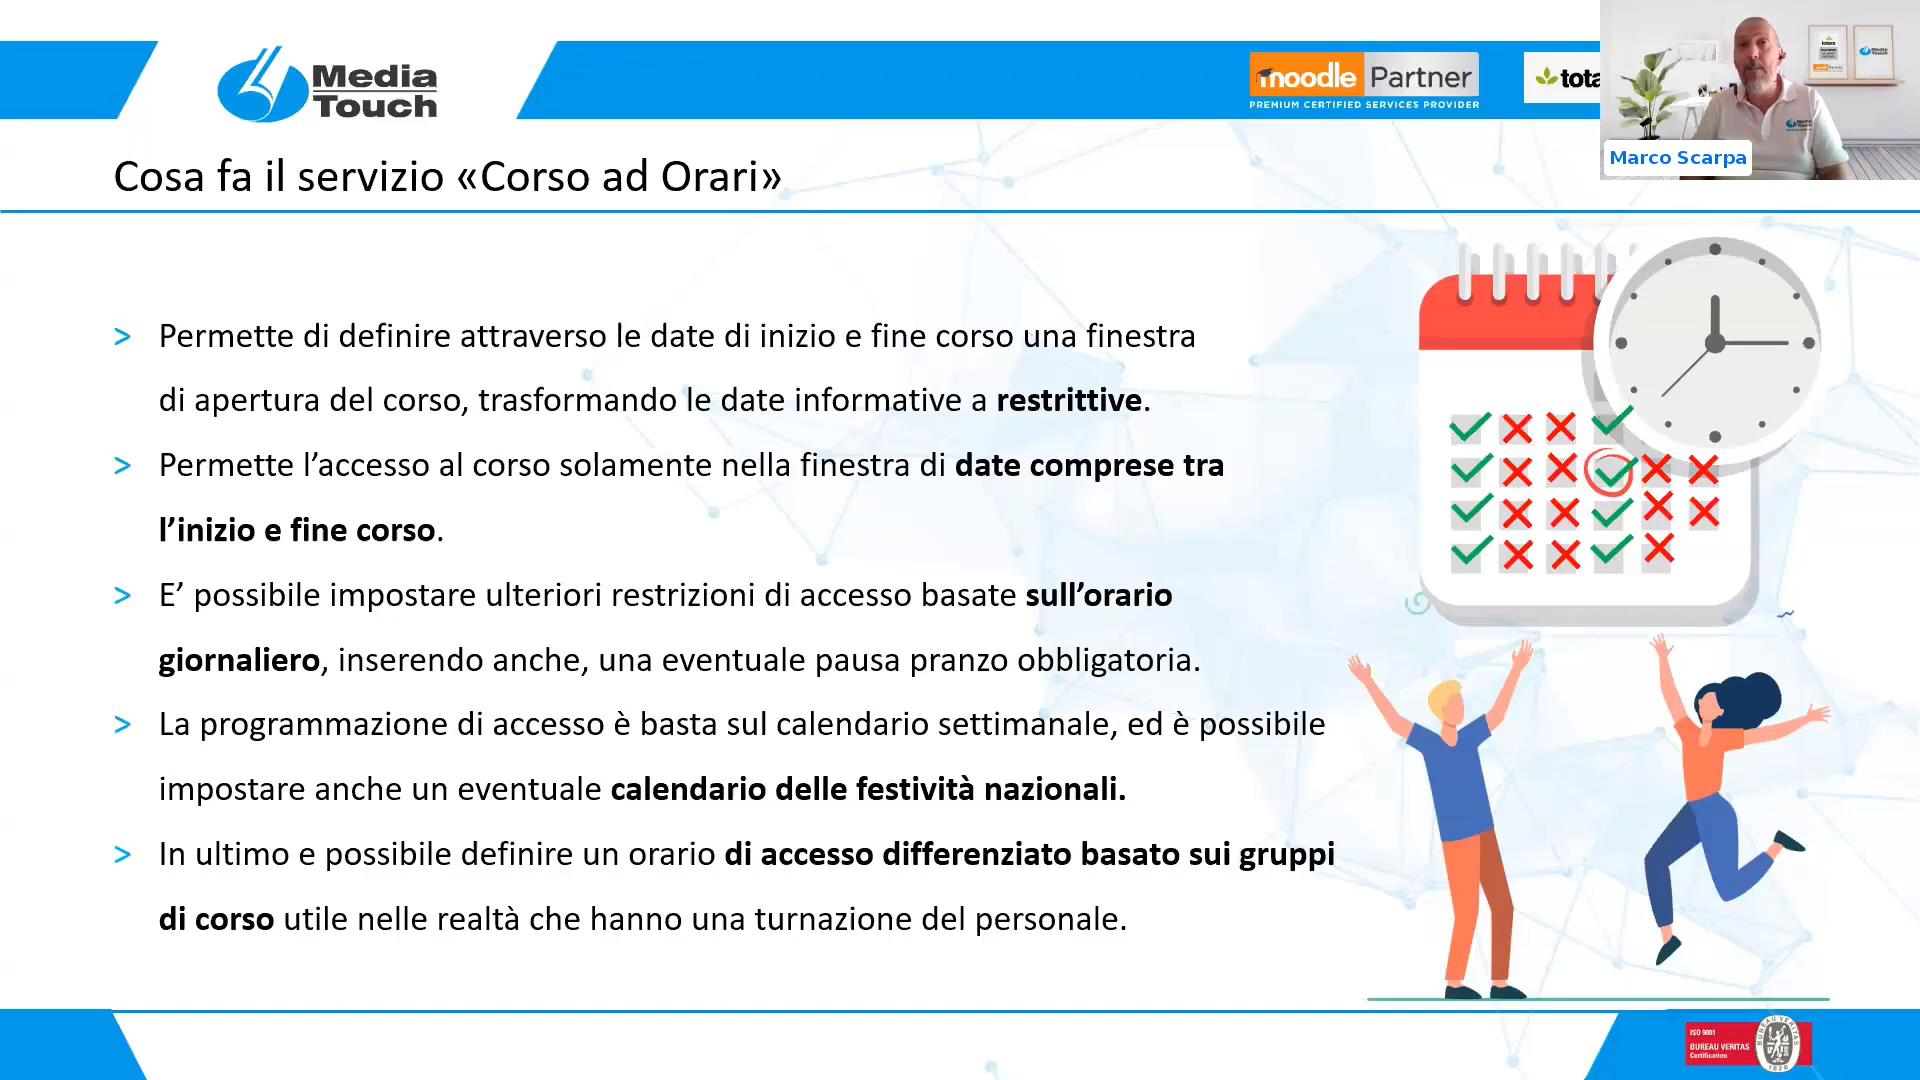 Media
Touch
moodle Partner
PREMIUM CERTIFIED SERVICES PROVIDER
totara
Media Touch
Marco Scarpa
Cosa fa il servizio «Corso ad Orari»
> Permette di definire attraverso le date di inizio e fine corso una finestra
di apertura del corso, trasformando le date informative a restrittive.
> Permette l’accesso al corso solamente nella finestra di date comprese tra
l’inizio e fine corso.
> E’ possibile impostare ulteriori restrizioni di accesso basate sull’orario
giornaliero, inserendo anche, una eventuale pausa pranzo obbligatoria.
> La programmazione di accesso è basta sul calendario settimanale, ed è possibile
impostare anche un eventuale calendario delle festività nazionali.
> In ultimo e possibile definire un orario di accesso differenziato basato sui gruppi
di corso utile nelle realtà che hanno una turnazione del personale.
ISO 9001
BUREAU VERITAS
Certification
BUREAU VERITAS
1828